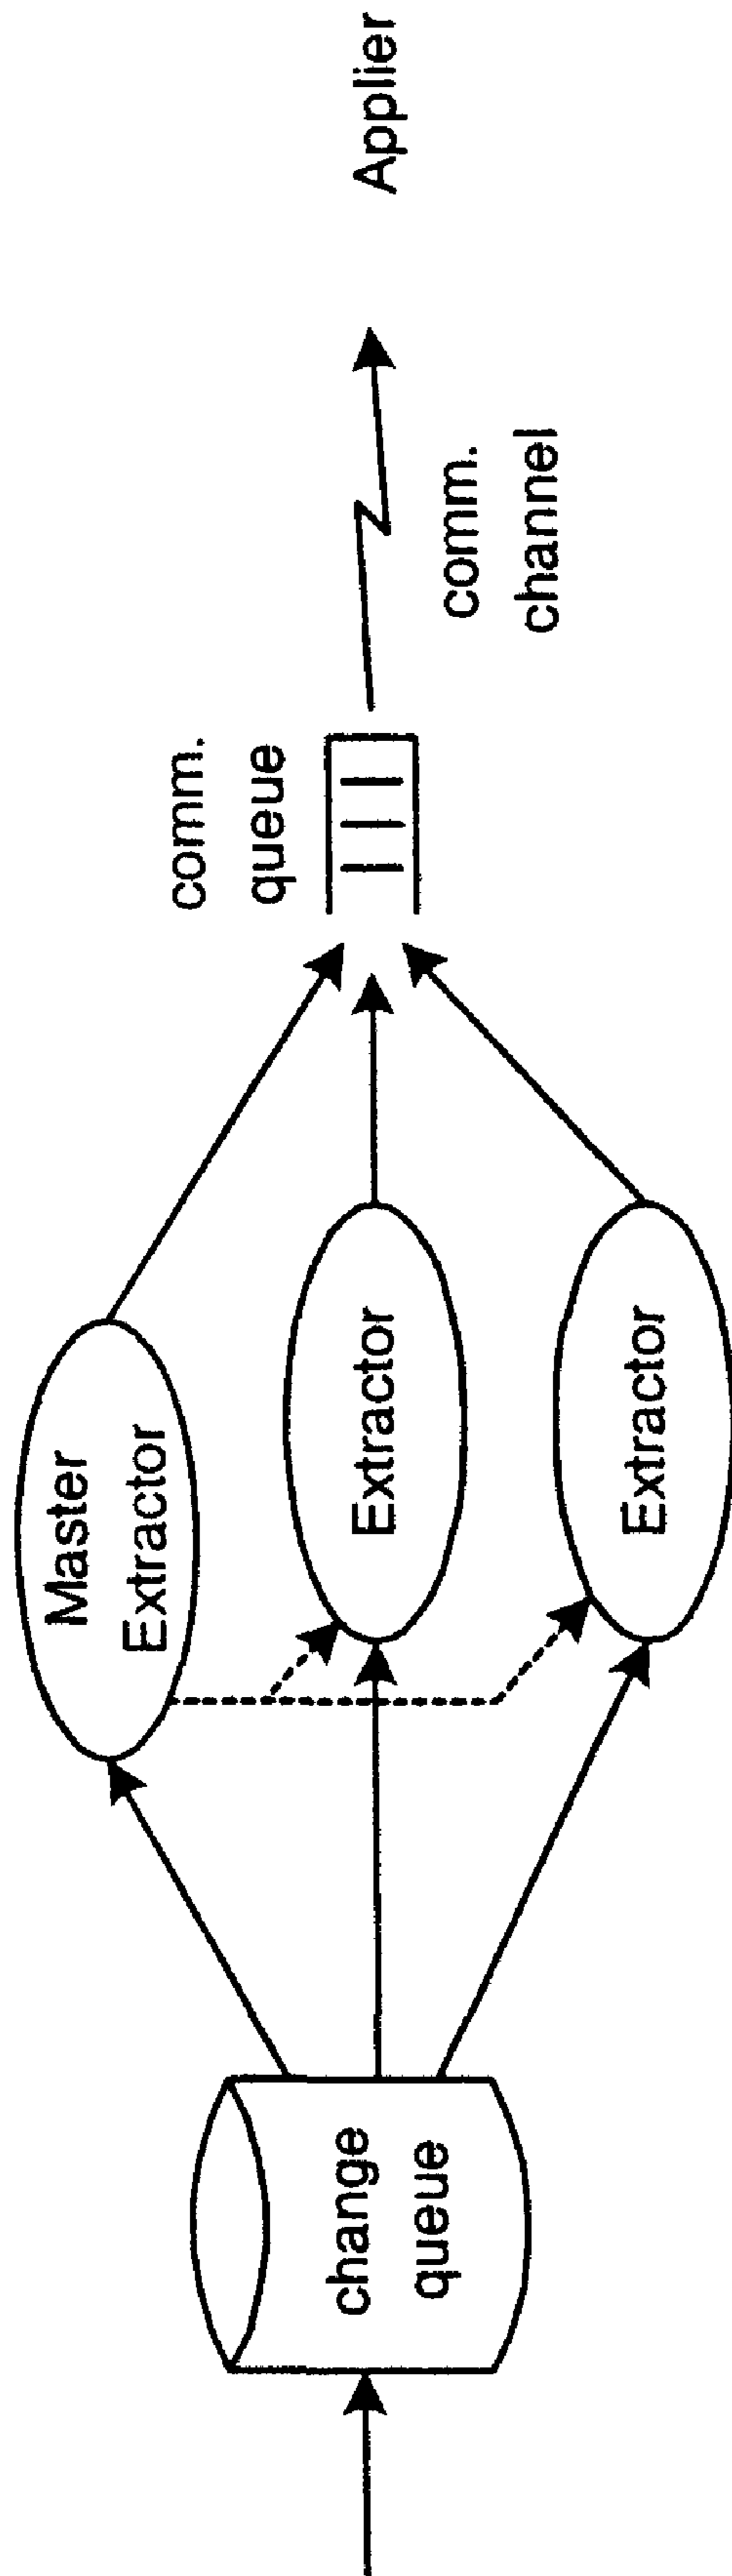 change
queue
Master
Extractor
Extractor
Extractor
comm.
queue
comm.
channel
Applier